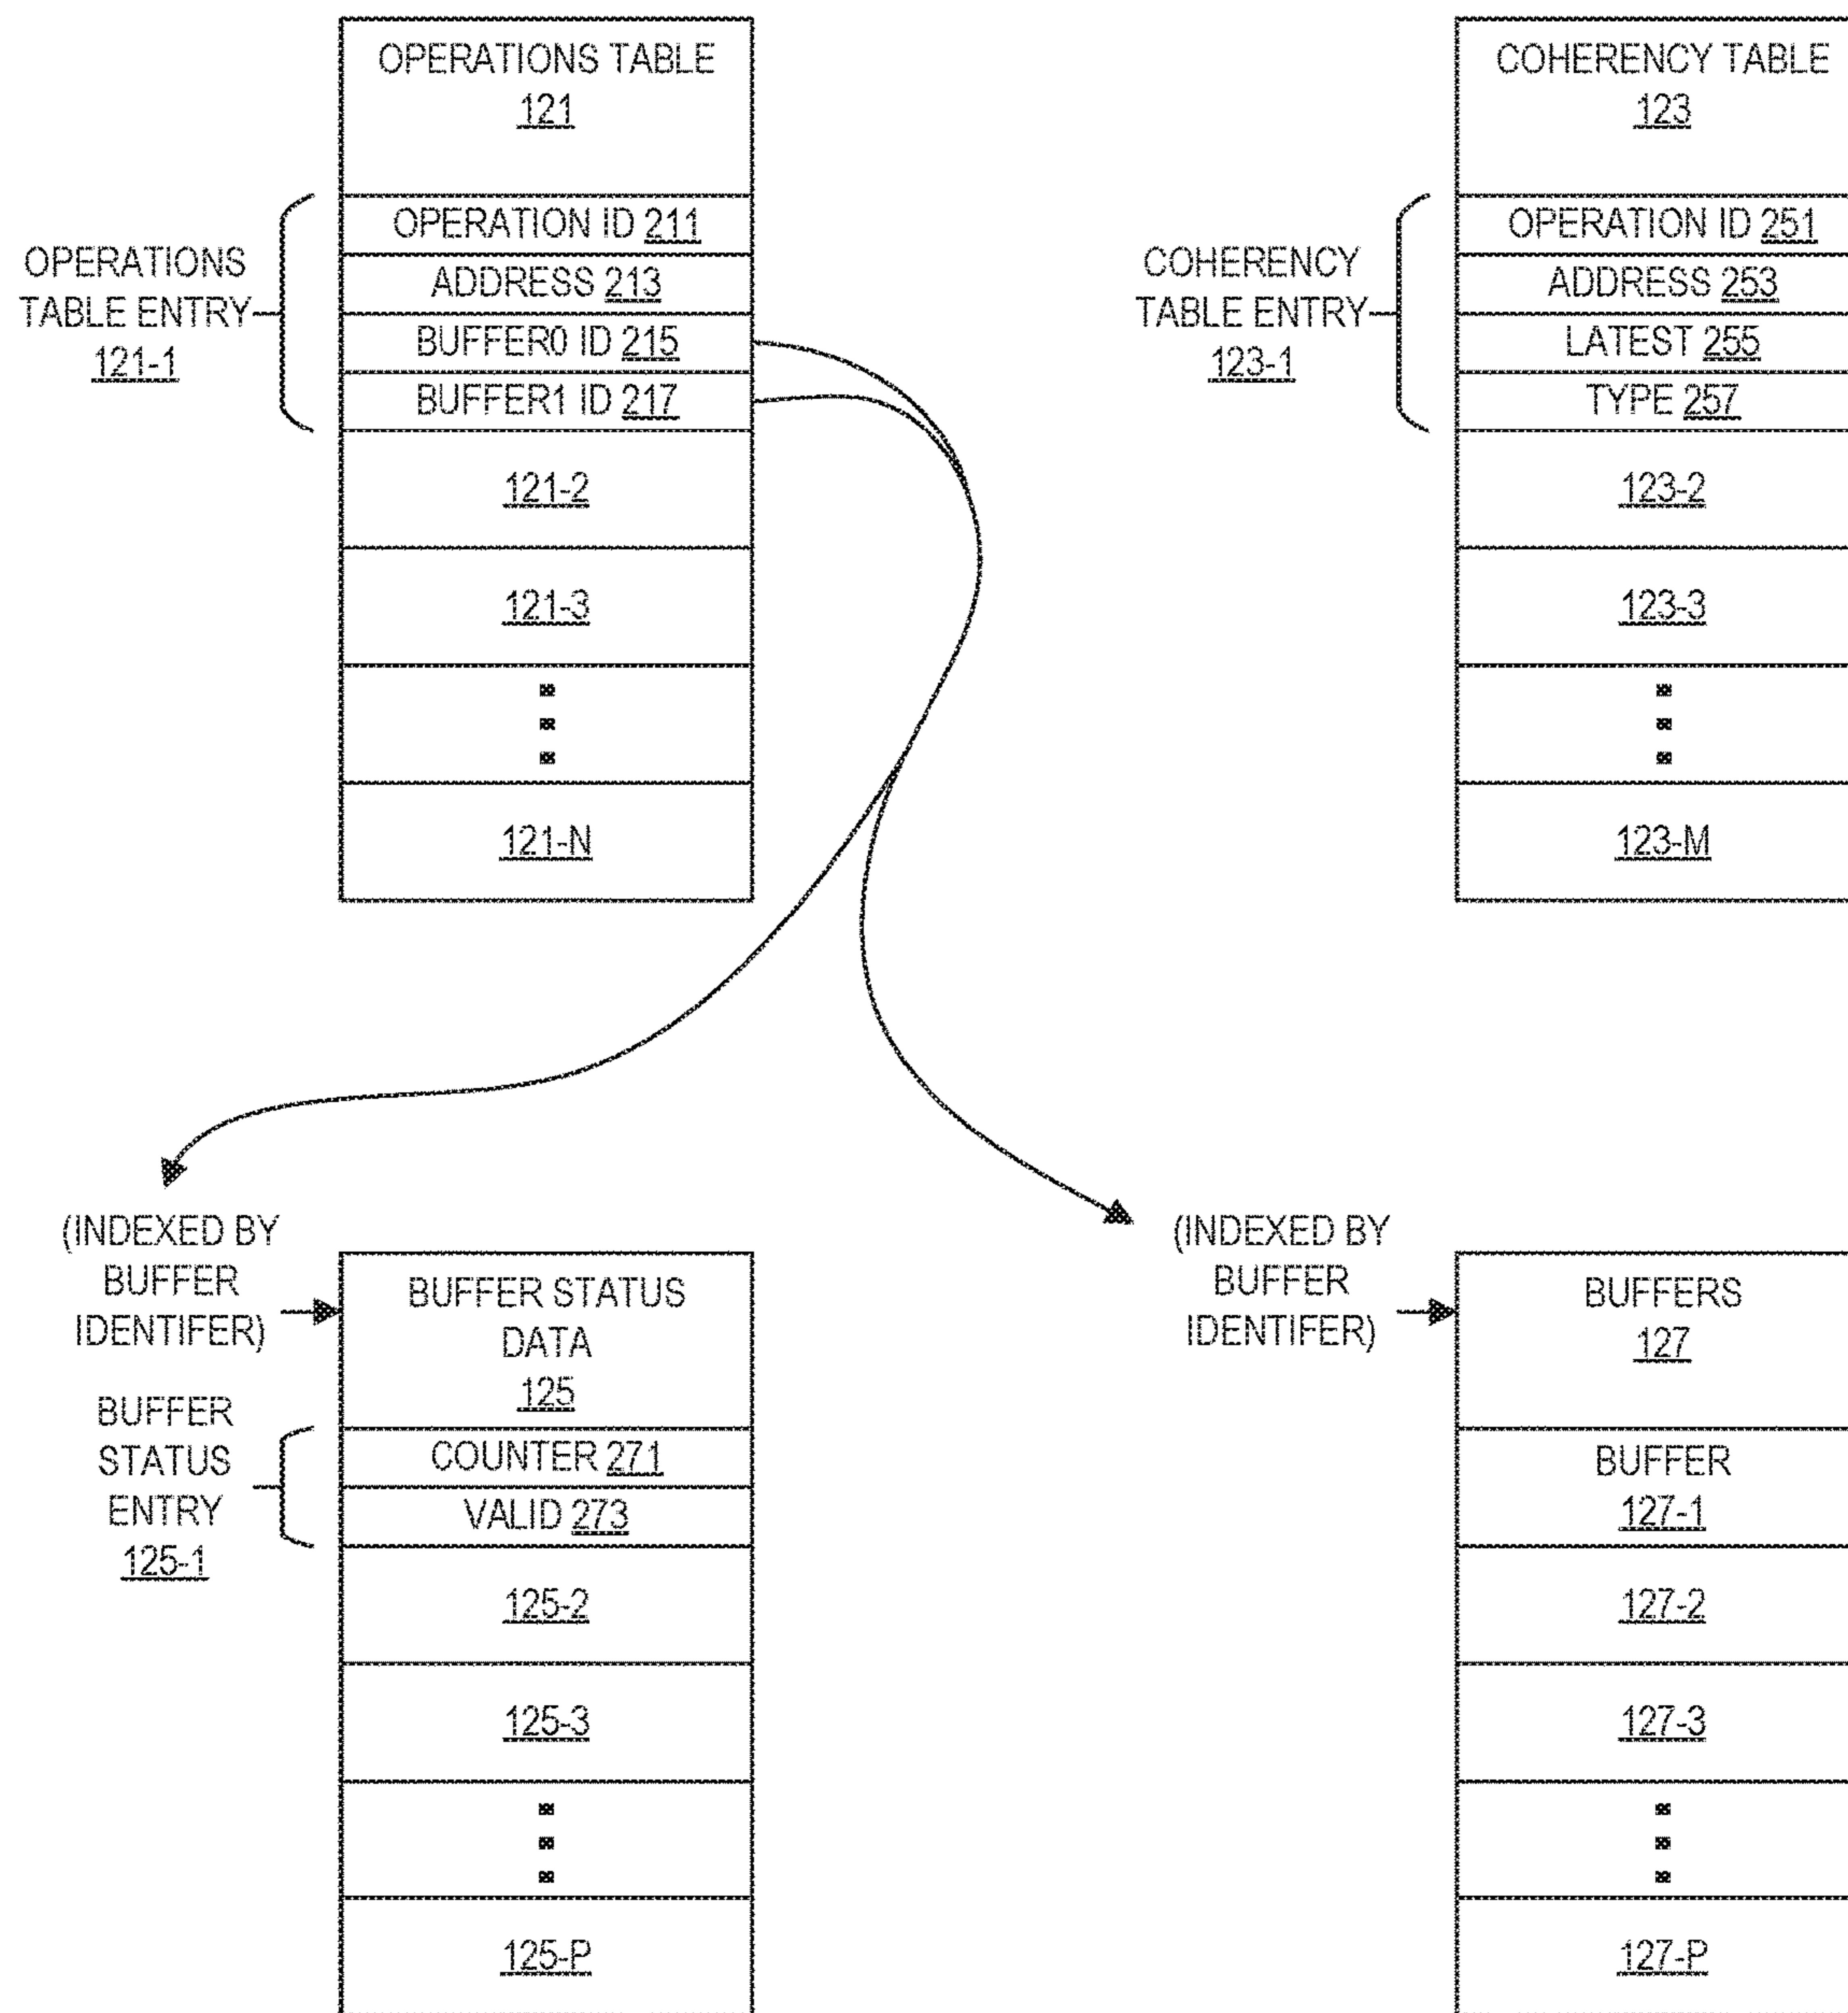 OPERATIONS TABLE
121
OPERATIONS
TABLE ENTRY
121-1
OPERATION ID 211
ADDRESS 213
BUFFER0 ID 215
BUFFER1 ID 217
121-2
121-3
121-N
COHERENCY TABLE
123
COHERENCY
TABLE ENTRY
123-1
OPERATION ID 251
ADDRESS 253
LATEST 255
TYPE 257
123-2
123-3
123-M
(INDEXED BY
BUFFER
IDENTIFER)
BUFFER STATUS
DATA
125
BUFFER
STATUS
ENTRY
125-1
COUNTER 271
VALID 273
125-2
125-3
125-P
(INDEXED BY
BUFFER
IDENTIFER)
BUFFERS
127
BUFFER
127-1
127-2
127-3
127-P